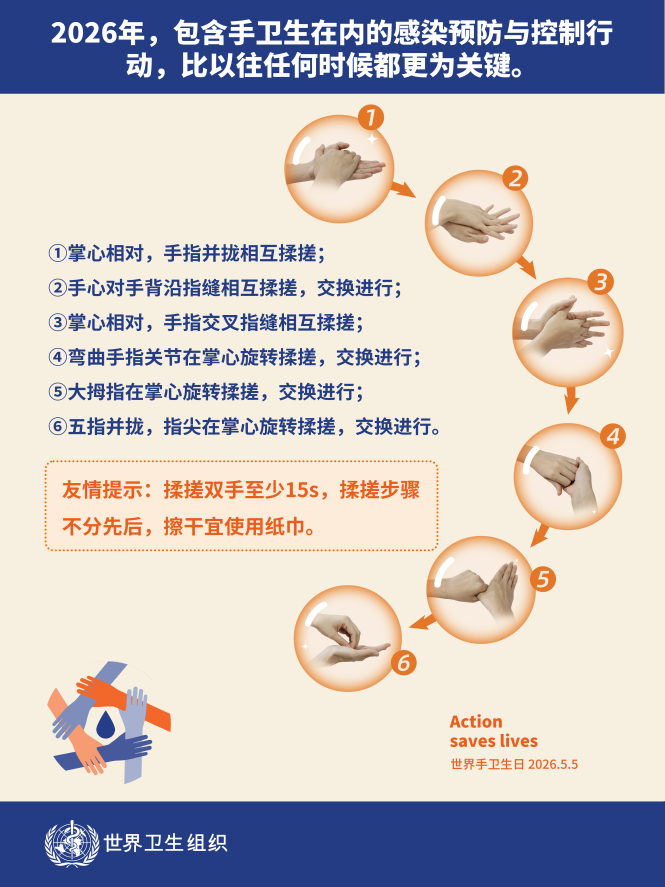 2026年，包含手卫生在内的感染预防与控制行
动，比以往任何时候都更为关键。
1
2
3
4
5
6
①掌心相对，手指并拢相互揉搓；
②手心对手背沿指缝相互揉搓，交换进行；
③掌心相对，手指交叉指缝相互揉搓；
④弯曲手指关节在掌心旋转揉搓，交换进行；
⑤大拇指在掌心旋转揉搓，交换进行；
⑥五指并拢，指尖在掌心旋转揉搓，交换进行。
友情提示：揉搓双手至少15s，揉搓步骤
不分先后，擦干宜使用纸巾。
Action
saves lives
世界手卫生日 2026.5.5
世界卫生组织